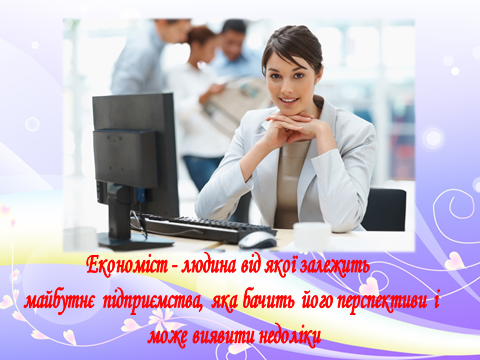 Економіст - людина від якої залежить
майбутнє підприємства, яка бачить його перспективи і
може виявити недоліки